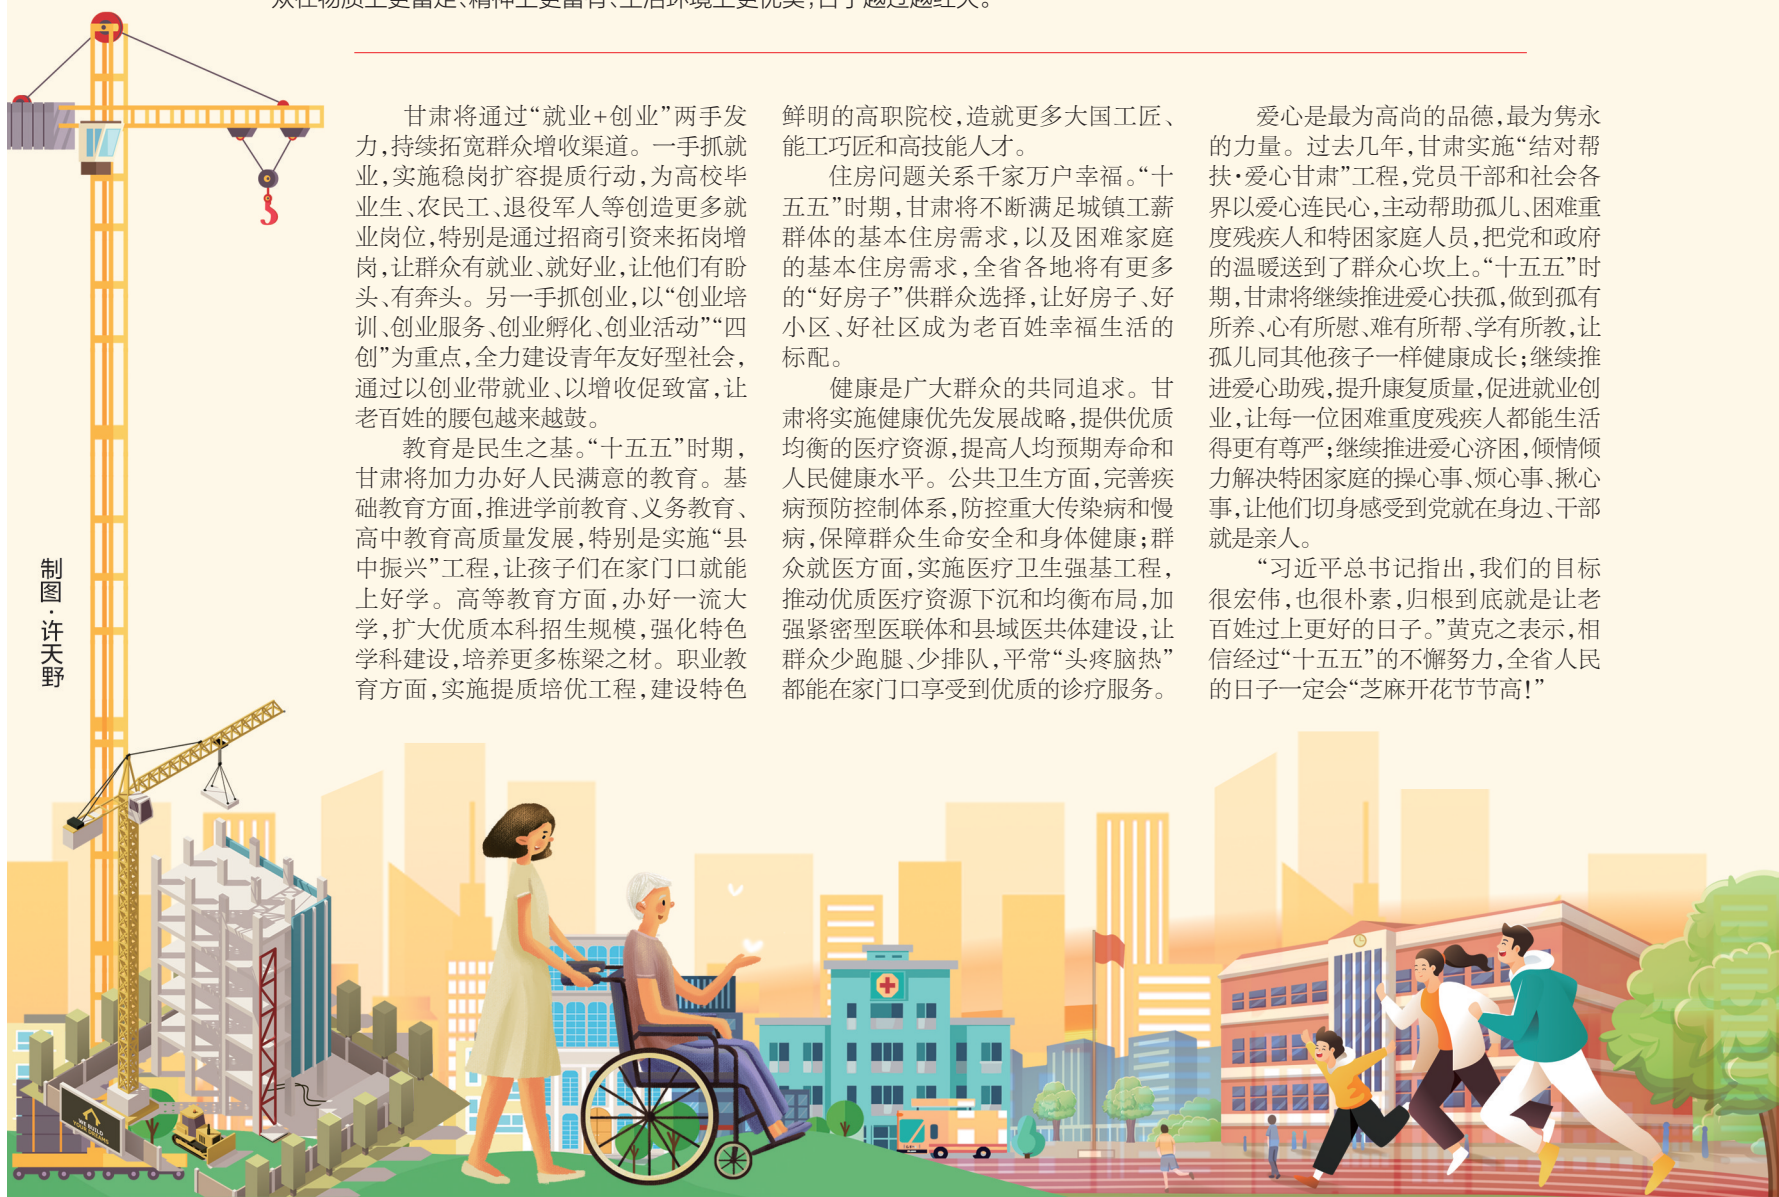 众在物质上更富足、精神上更富有、生活环境上更优美,日子越过越红火。
甘肃将通过“就业+创业”两手发
力,持续拓宽群众增收渠道。一手抓就
业,实施稳岗扩容提质行动,为高校毕
业生、农民工、退役军人等创造更多就
业岗位,特别是通过招商引资来拓岗增
岗,让群众有就业、就好业,让他们有盼
头、有奔头。另一手抓创业,以“创业培
训、创业服务、创业孵化、创业活动”“四
创”为重点,全力建设青年友好型社会,
通过以创业带就业、以增收促致富,让
老百姓的腰包越来越鼓。
教育是民生之基。“十五五”时期,
甘肃将加力办好人民满意的教育。基
础教育方面,推进学前教育、义务教育、
高中教育高质量发展,特别是实施“县
中振兴”工程,让孩子们在家门口就能
上好学。高等教育方面,办好一流大
学,扩大优质本科招生规模,强化特色
学科建设,培养更多栋梁之材。职业教
育方面,实施提质培优工程,建设特色
鲜明的高职院校,造就更多大国工匠、
能工巧匠和高技能人才。
住房问题关系千家万户幸福。“十
五五”时期,甘肃将不断满足城镇工薪
群体的基本住房需求,以及困难家庭
的基本住房需求,全省各地将有更多
的“好房子”供群众选择,让好房子、好
小区、好社区成为老百姓幸福生活的
标配。
健康是广大群众的共同追求。甘
肃将实施健康优先发展战略,提供优质
均衡的医疗资源,提高人均预期寿命和
人民健康水平。公共卫生方面,完善疾
病预防控制体系,防控重大传染病和慢
病,保障群众生命安全和身体健康;群
众就医方面,实施医疗卫生强基工程,
推动优质医疗资源下沉和均衡布局,加
强紧密型医联体和县域医共体建设,让
群众少跑腿、少排队,平常“头疼脑热”
都能在家门口享受到优质的诊疗服务。
爱心是最为高尚的品德,最为隽永
的力量。过去几年,甘肃实施“结对帮
扶·爱心甘肃”工程,党员干部和社会各
界以爱心连民心,主动帮助孤儿、困难重
度残疾人和特困家庭人员,把党和政府
的温暖送到了群众心坎上。“十五五”时
期,甘肃将继续推进爱心扶孤,做到孤有
所养、心有所慰、难有所帮、学有所教,让
孤儿同其他孩子一样健康成长;继续推
进爱心助残,提升康复质量,促进就业创
业,让每一位困难重度残疾人都能生活
得更有尊严;继续推进爱心济困,倾情倾
力解决特困家庭的操心事、烦心事、揪心
事,让他们切身感受到党就在身边、干部
就是亲人。
“习近平总书记指出,我们的目标
很宏伟,也很朴素,归根到底就是让老
百姓过上更好的日子。”黄克之表示,相
信经过“十五五”的不懈努力,全省人民
的日子一定会“芝麻开花节节高!”
制图·许天野
WE BUILD
YOUR DREAMS